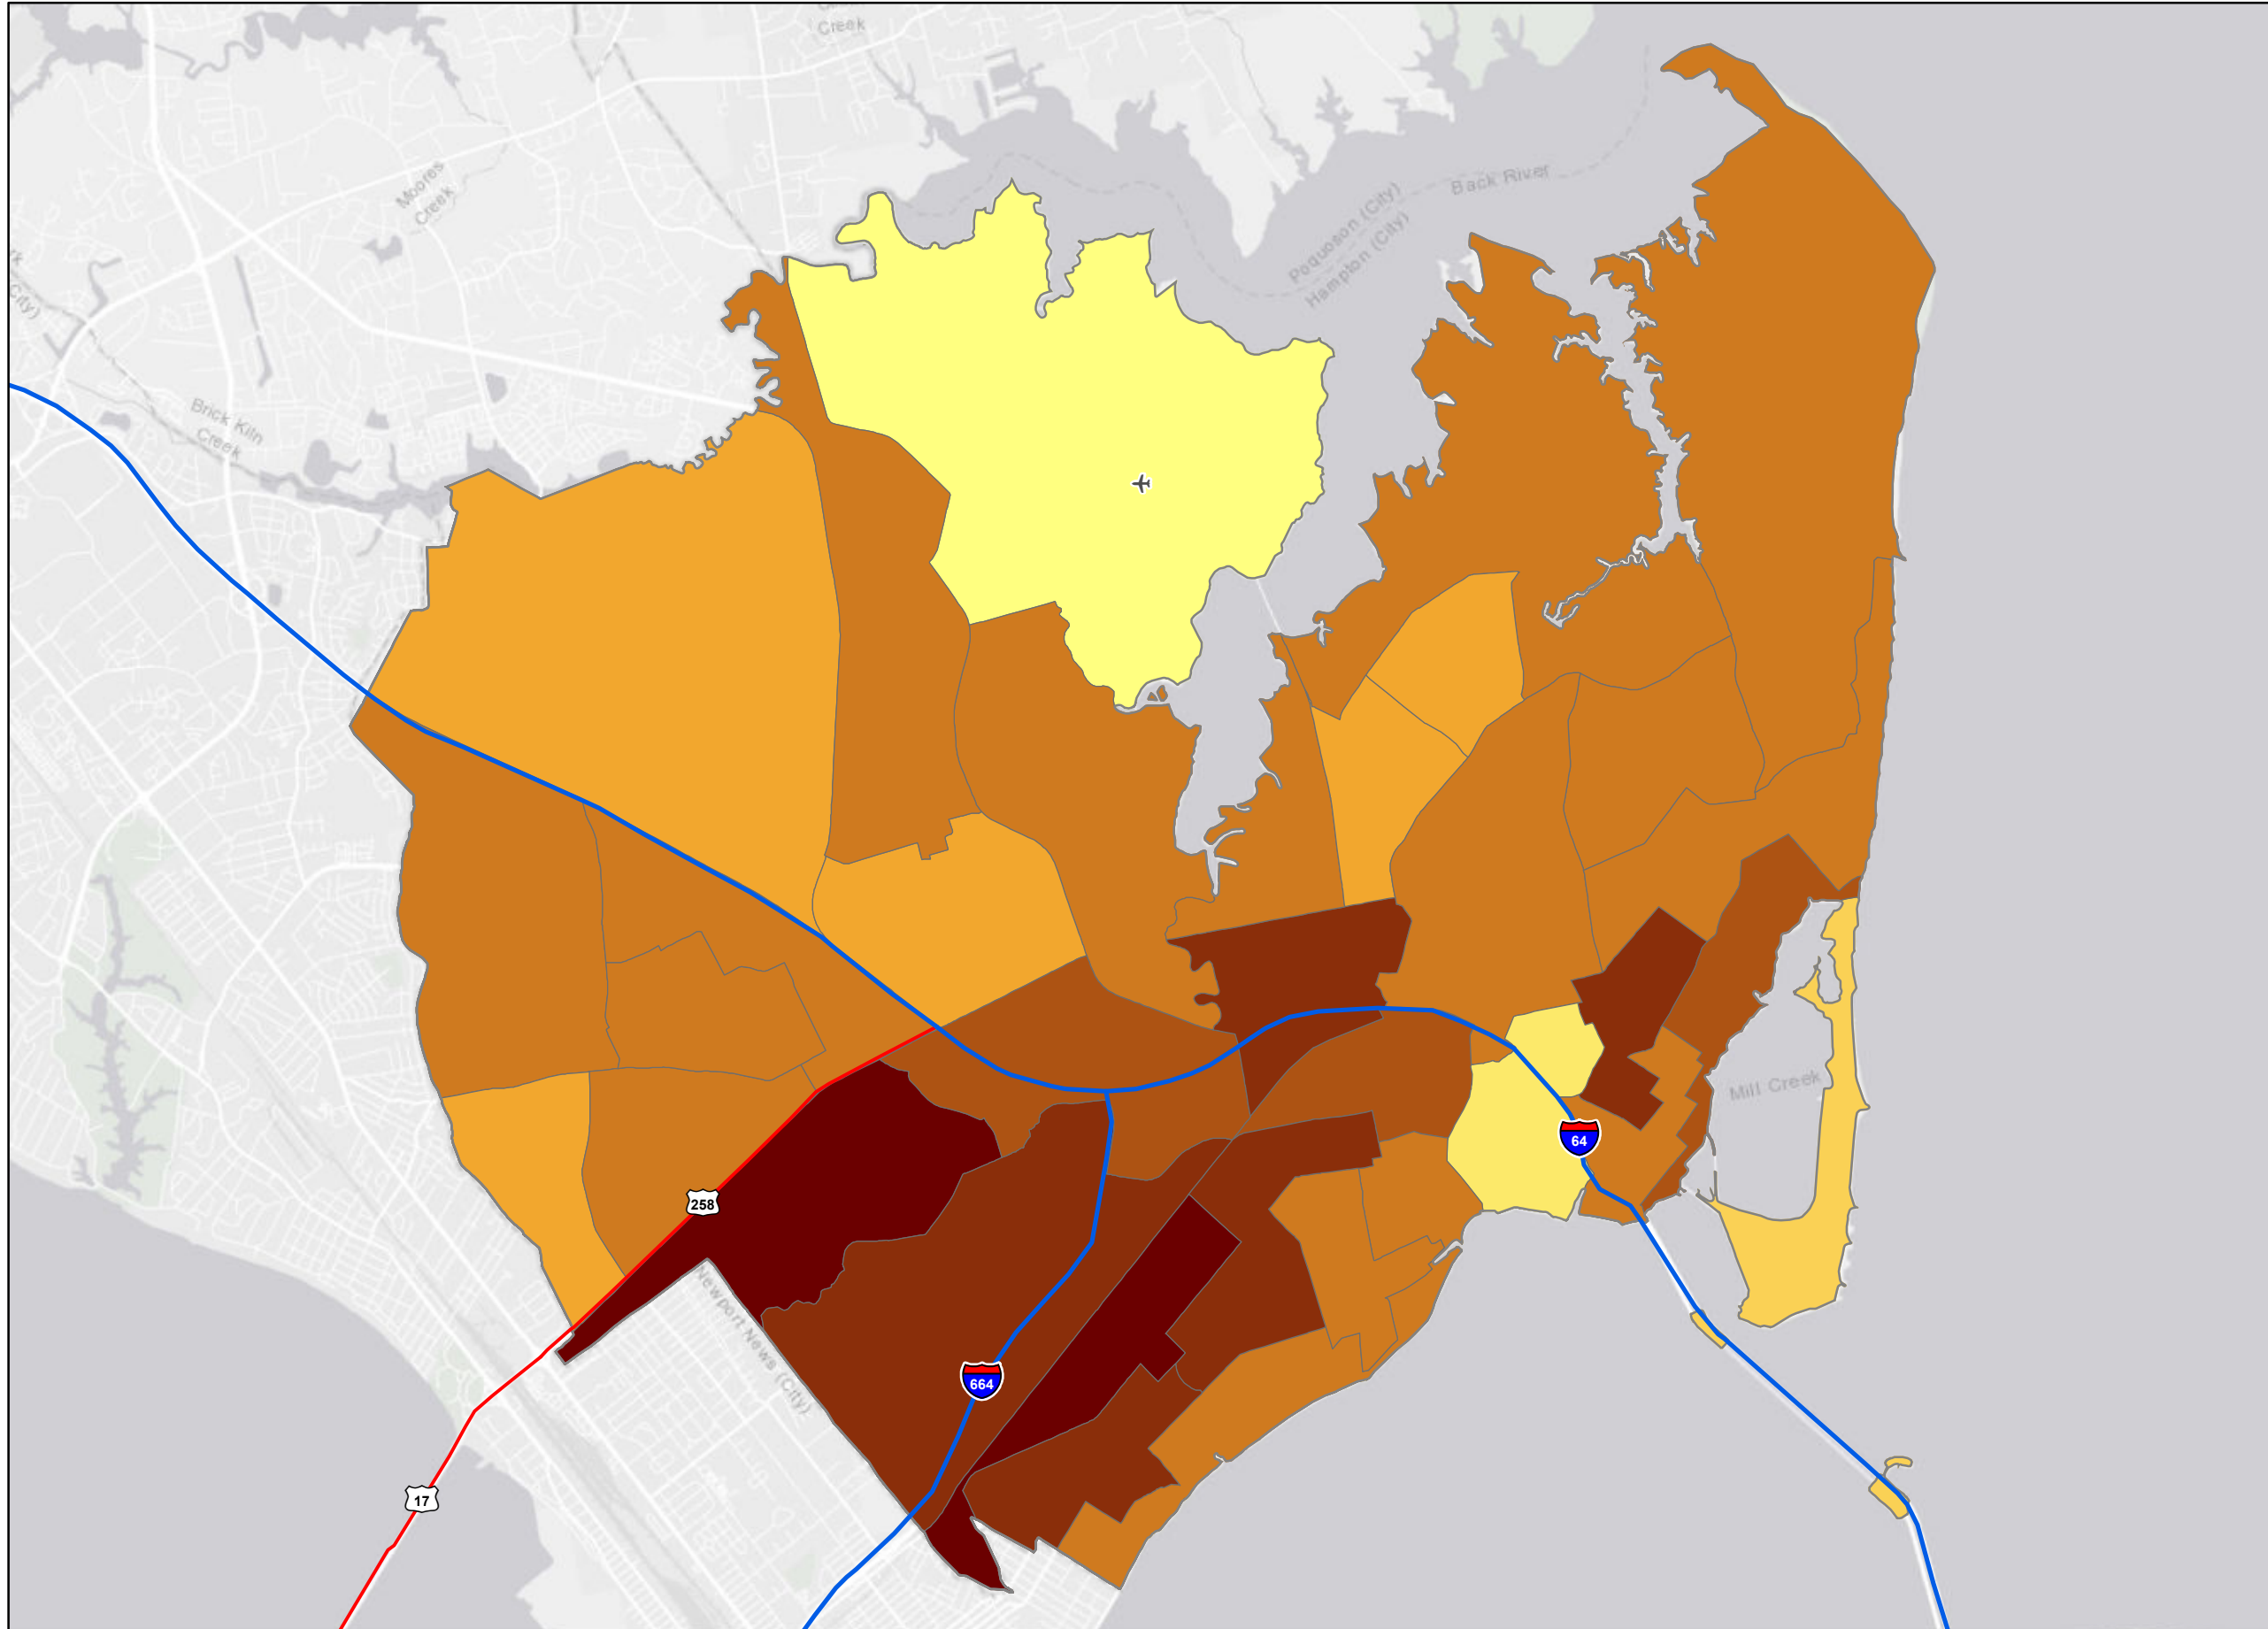 Creek
Moores
Creek
Back River
Poquoson (City)
Hampton (City)
City)
Brick Kiln
Creek
Mill Creek
64
258
Newport News (City)
664
17